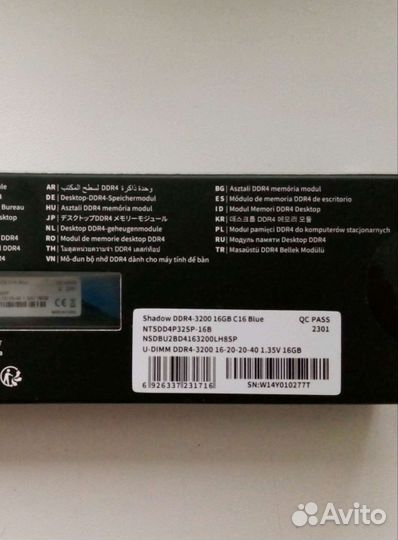 AR | وحدة ذاكرة DDR4 لسطح المكتب
DE | Desktop-DDR4-Speichermodul
HU | Asztali DDR4 memória modul
JP | デスクトップDDR4 メモリーモジュール
NL | Desktop DDR4-geheugenmodule
RO | Modul de memorie desktop DDR4
TH | โมดูลหน่วยความจำ DDR4 เดสก์ท็อป
VN | Mô-đun bộ nhớ DDR4 dành cho máy tính để bàn
BG | Asztali DDR4 memória modul
ES | Módulo de memoria DDR4 de escritorio
ID | Modul Memori DDR4 Desktop
KR | 데스크톱 DDR4 메모리 모듈
PL | Moduł pamięci DDR4 do komputerów stacjonarnych
RU | Модуль памяти Desktop DDR4
TR | Masaüstü DDR4 Bellek Modülü
Bureau
Shadow DDR4-3200 16GB C16 Blue
QC PASS
NTSDD4P32SP-16B
2301
NSDBU2BD4163200LH8SP
U-DIMM DDR4-3200 16-20-20-40 1.35V 16GB
6 926337 231716
SN:W14Y010277T
Avito